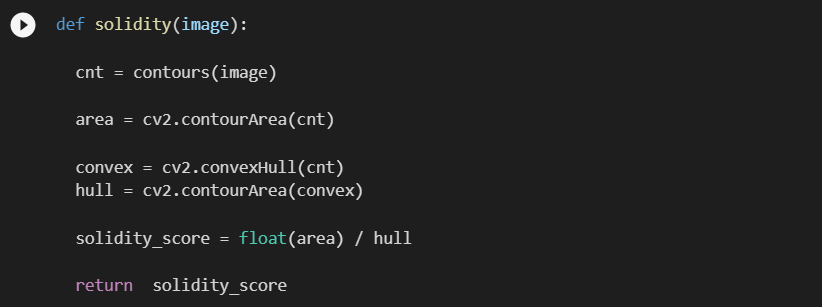 def solidity(image):
cnt = contours(image)
area = cv2.contourArea(cnt)
convex = cv2.convexHull(cnt)
hull = cv2.contourArea(convex)
solidity_score = float(area) / hull
return  solidity_score